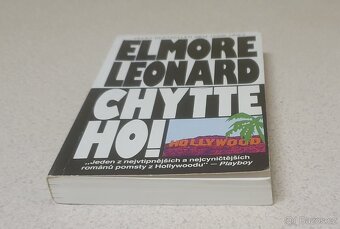 ELMORE
LEONARD
CHYTTE
HO!
HOLLYWOOD
„Jeden z nejvtipnějších a nejcyničtějších
románů pomsty z Hollywoodu" – Playboy